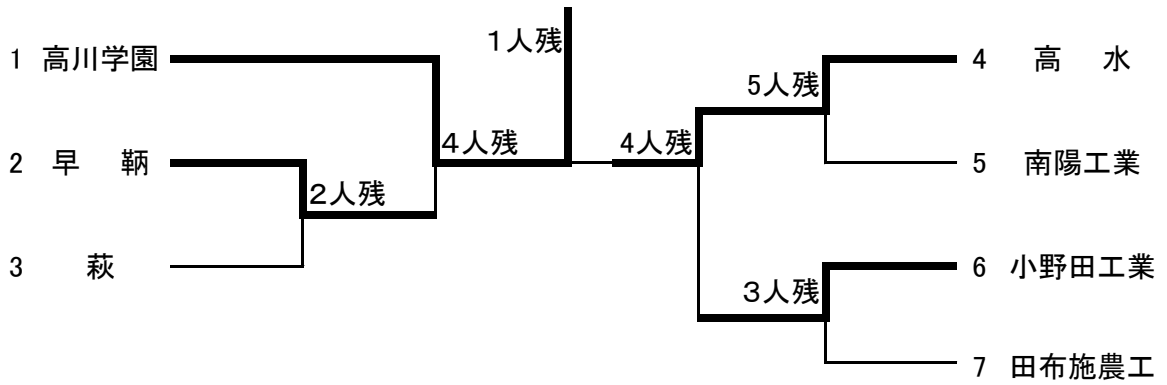 1人残
1 高川学園
4 高 水
5人残
4人残
4人残
2 早 鞆
5 南陽工業
2人残
3 萩
6 小野田工業
3人残
7 田布施農工